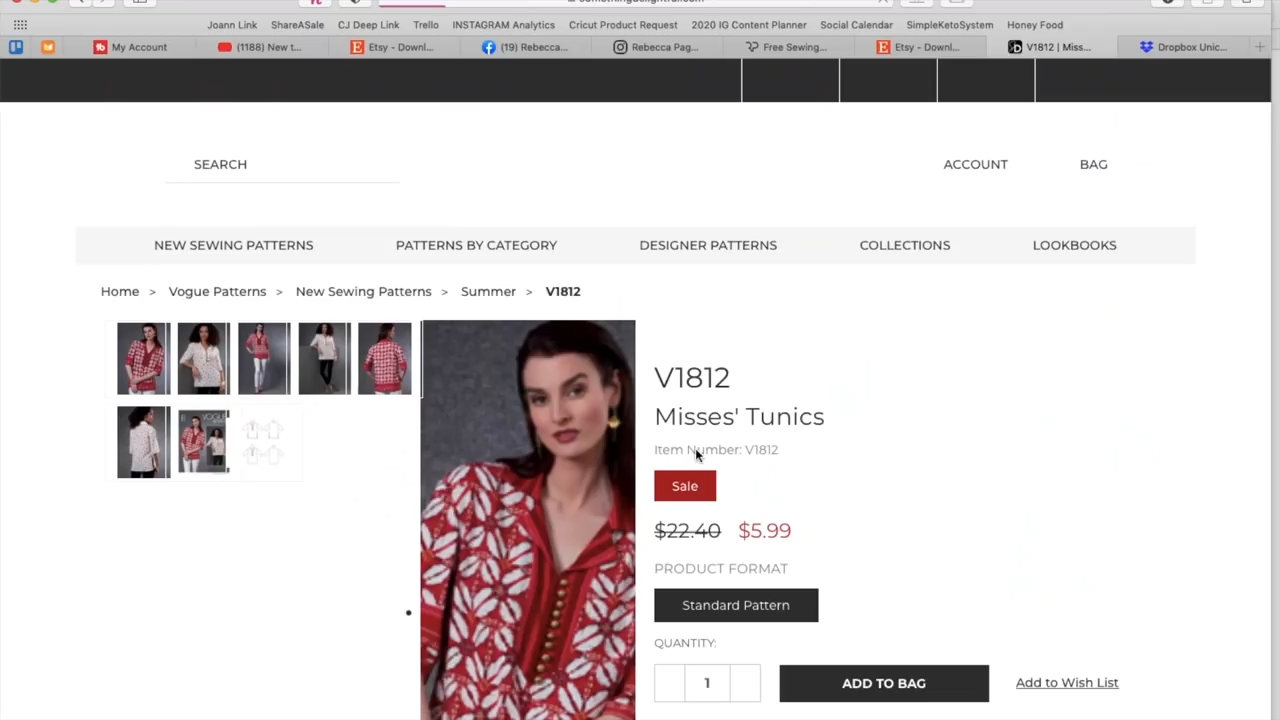 Joann Link ShareASale CJ Deep Link Trello INSTAGRAM Analytics Cricut Product Request 2020 IG Content Planner Social Calendar SimpleKetoSystem Honey Food
My Account (1188) New t... Etsy - Downl... (19) Rebecca... Rebecca Pag... Free Sewing... Etsy - Downl... V1812 | Miss... Dropbox Unic...
SEARCH ACCOUNT BAG
NEW SEWING PATTERNS PATTERNS BY CATEGORY DESIGNER PATTERNS COLLECTIONS LOOKBOOKS
Home > Vogue Patterns > New Sewing Patterns > Summer > V1812
V1812
Misses' Tunics
Item Number: V1812
Sale
$22.40 $5.99
PRODUCT FORMAT
Standard Pattern
QUANTITY:
1 ADD TO BAG Add to Wish List